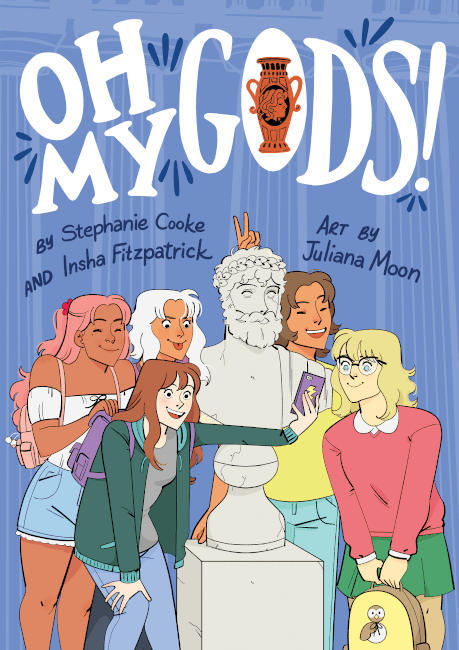 OH
MY GODS!
BY Stephanie Cooke
AND Insha Fitzpatrick
ART BY
Juliana Moon